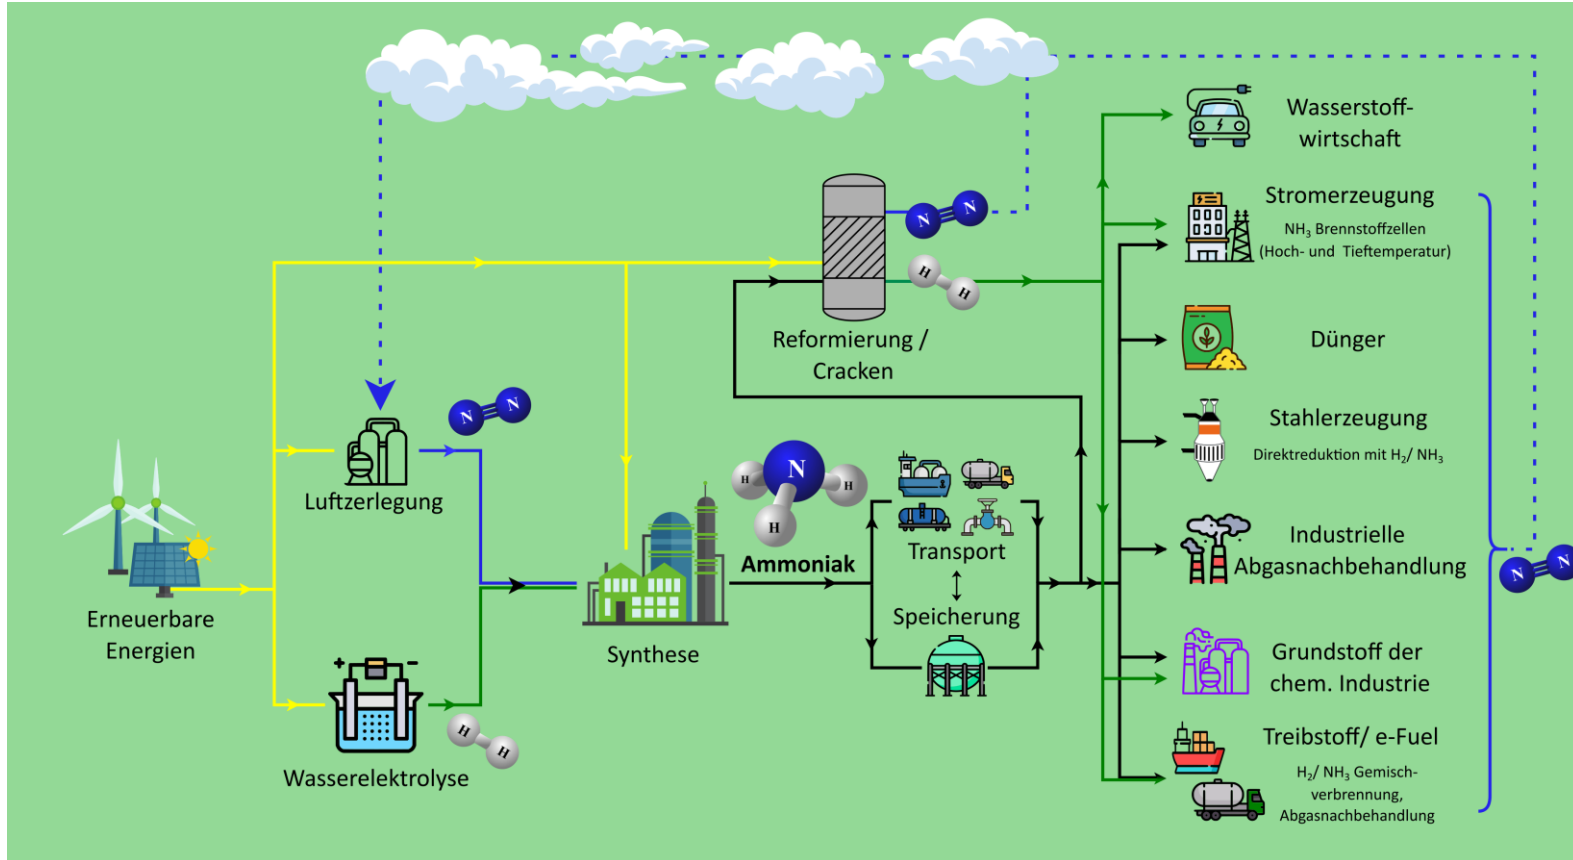 Wasserstoff-
wirtschaft
Stromerzeugung
NH₃ Brennstoffzellen
(Hoch- und Tieftemperatur)
N N
H H
Reformierung /
Cracken
Dünger
N N
Stahlerzeugung
Direktreduktion mit H₂/ NH₃
Luftzerlegung
N
H H
H
Ammoniak
Transport
Speicherung
Industrielle
Abgasnachbehandlung
N N
Erneuerbare
Energien
Synthese
Grundstoff der
chem. Industrie
+ -
H H
Wasserelektrolyse
Treibstoff/ e-Fuel
H₂/ NH₃ Gemisch-
verbrennung,
Abgasnachbehandlung